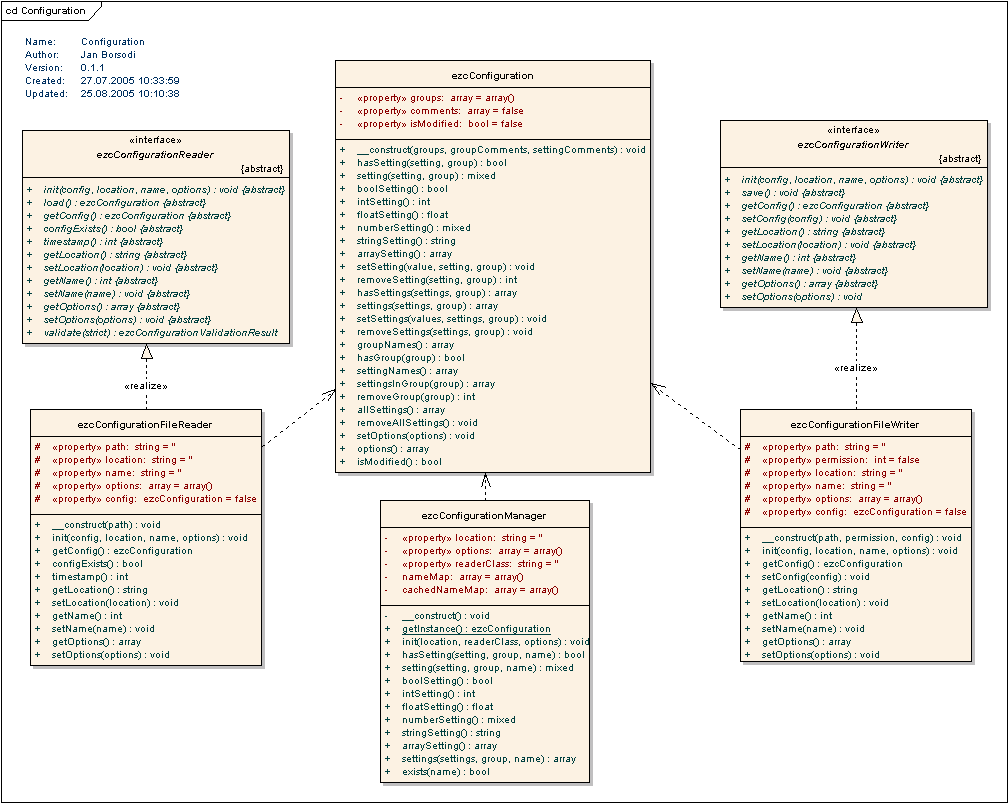 cd Configuration
Name: Configuration
Author: Jan Borsodi
Version: 0.1.1
Created: 27.07.2005 10:33:59
Updated: 25.08.2005 10:10:38
«interface»
ezcConfigurationReader
{abstract}
+ init(config, location, name, options) : void {abstract}
+ load() : ezcConfiguration {abstract}
+ getConfig() : ezcConfiguration {abstract}
+ configExists() : bool {abstract}
+ timestamp() : int {abstract}
+ getLocation() : string {abstract}
+ setLocation(location) : void {abstract}
+ getName() : int {abstract}
+ setName(name) : void {abstract}
+ getOptions() : array {abstract}
+ setOptions(options) : void {abstract}
+ validate(strict) : ezcConfigurationValidationResult
«realize»
ezcConfigurationFileReader
# «property» path: string = ''
# «property» location: string = ''
# «property» name: string = ''
# «property» options: array = array()
# «property» config: ezcConfiguration = false
+ __construct(path) : void
+ init(config, location, name, options) : void
+ getConfig() : ezcConfiguration
+ configExists() : bool
+ timestamp() : int
+ getLocation() : string
+ setLocation(location) : void
+ getName() : int
+ setName(name) : void
+ getOptions() : array
+ setOptions(options) : void
ezcConfiguration
- «property» groups: array = array()
- «property» comments: array = false
- «property» isModified: bool = false
+ __construct(groups, groupComments, settingComments) : void
+ hasSetting(setting, group) : bool
+ setting(setting, group) : mixed
+ boolSetting() : bool
+ intSetting() : int
+ floatSetting() : float
+ numberSetting() : mixed
+ stringSetting() : string
+ arraySetting() : array
+ setSetting(value, setting, group) : void
+ removeSetting(setting, group) : int
+ hasSettings(settings, group) : array
+ settings(settings, group) : array
+ setSettings(values, settings, group) : void
+ removeSettings(settings, group) : void
+ groupNames() : array
+ hasGroup(group) : bool
+ settingNames() : array
+ settingsInGroup(group) : array
+ removeGroup(group) : int
+ allSettings() : array
+ removeAllSettings() : void
+ setOptions(options) : void
+ options() : array
+ isModified() : bool
ezcConfigurationManager
- «property» location: string = ''
- «property» options: array = array()
- «property» readerClass: string = ''
- nameMap: array = array()
- cachedNameMap: array = array()
- __construct() : void
+ getInstance() : ezcConfiguration
+ init(location, readerClass, options) : void
+ hasSetting(setting, group, name) : bool
+ setting(setting, group, name) : mixed
+ boolSetting() : bool
+ intSetting() : int
+ floatSetting() : float
+ numberSetting() : mixed
+ stringSetting() : string
+ arraySetting() : array
+ settings(settings, group, name) : array
+ exists(name) : bool
«interface»
ezcConfigurationWriter
{abstract}
+ init(config, location, name, options) : void {abstract}
+ save() : void {abstract}
+ getConfig() : ezcConfiguration {abstract}
+ setConfig(config) : void {abstract}
+ getLocation() : string {abstract}
+ setLocation(location) : void {abstract}
+ getName() : int {abstract}
+ setName(name) : void {abstract}
+ getOptions() : array {abstract}
+ setOptions(options) : void
«realize»
ezcConfigurationFileWriter
# «property» path: string = ''
# «property» permission: int = false
# «property» location: string = ''
# «property» name: string = ''
# «property» options: array = array()
# «property» config: ezcConfiguration = false
+ __construct(path, permission, config) : void
+ init(config, location, name, options) : void
+ getConfig() : ezcConfiguration
+ setConfig(config) : void
+ getLocation() : string
+ setLocation(location) : void
+ getName() : int
+ setName(name) : void
+ getOptions() : array
+ setOptions(options) : void